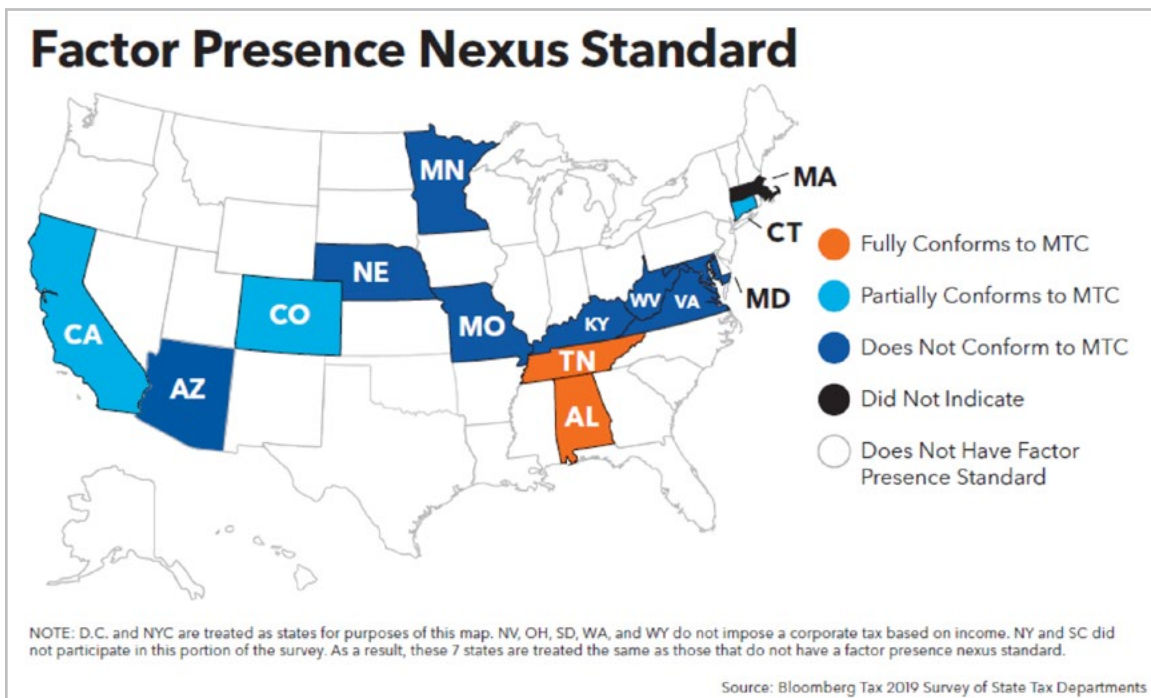 Factor Presence Nexus Standard
MN
MA
CT
NE
WV
VA
MD
CO
MO
KY
CA
TN
AZ
AL
Fully Conforms to MTC
Partially Conforms to MTC
Does Not Conform to MTC
Did Not Indicate
Does Not Have Factor
Presence Standard
NOTE: D.C. and NYC are treated as states for purposes of this map. NV, OH, SD, WA, and WY do not impose a corporate tax based on income. NY and SC did
not participate in this portion of the survey. As a result, these 7 states are treated the same as those that do not have a factor presence nexus standard.
Source: Bloomberg Tax 2019 Survey of State Tax Departments